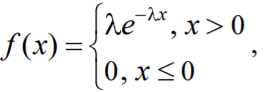 f(x) = { λe^{-λx}, x > 0
0, x ≤ 0 ,